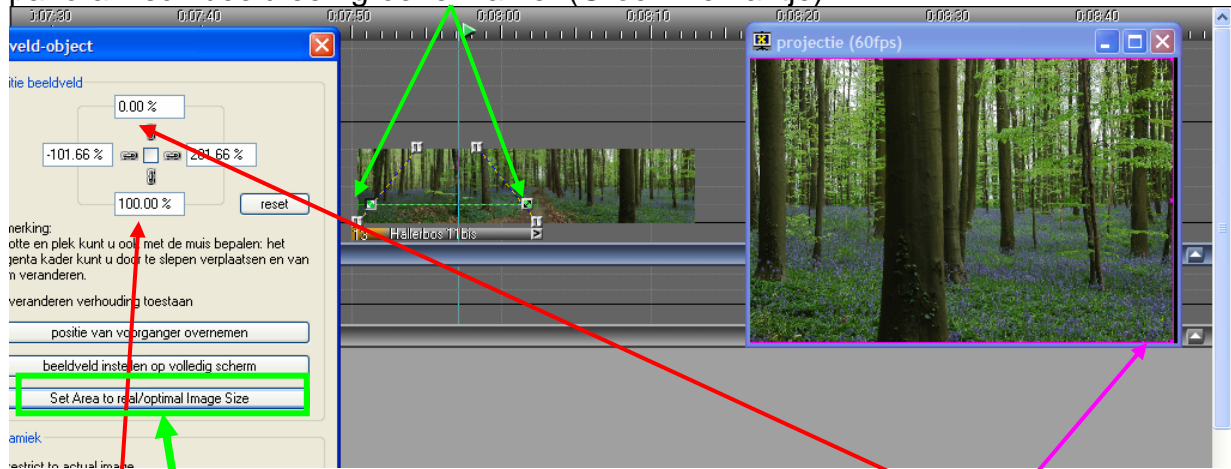 0:07:30 0:07:40 0:07:50 0:08:00 0:08:10 0:08:20 0:08:30 0:08:40
veld-object
projectie (60fps)
itie beeldveld
0.00 %
-101.66 % 201.66 %
100.00 % reset
13 Hallerbos 11bis
merking:
otte en plek kunt u ook met de muis bepalen: het
genta kader kunt u door te slepen verplaatsen en van
m veranderen.
veranderen verhouding toestaan
positie van voorganger overnemen
beeldveld instellen op volledig scherm
Set Area to real/optimal Image Size
amiek
estrict to actual image